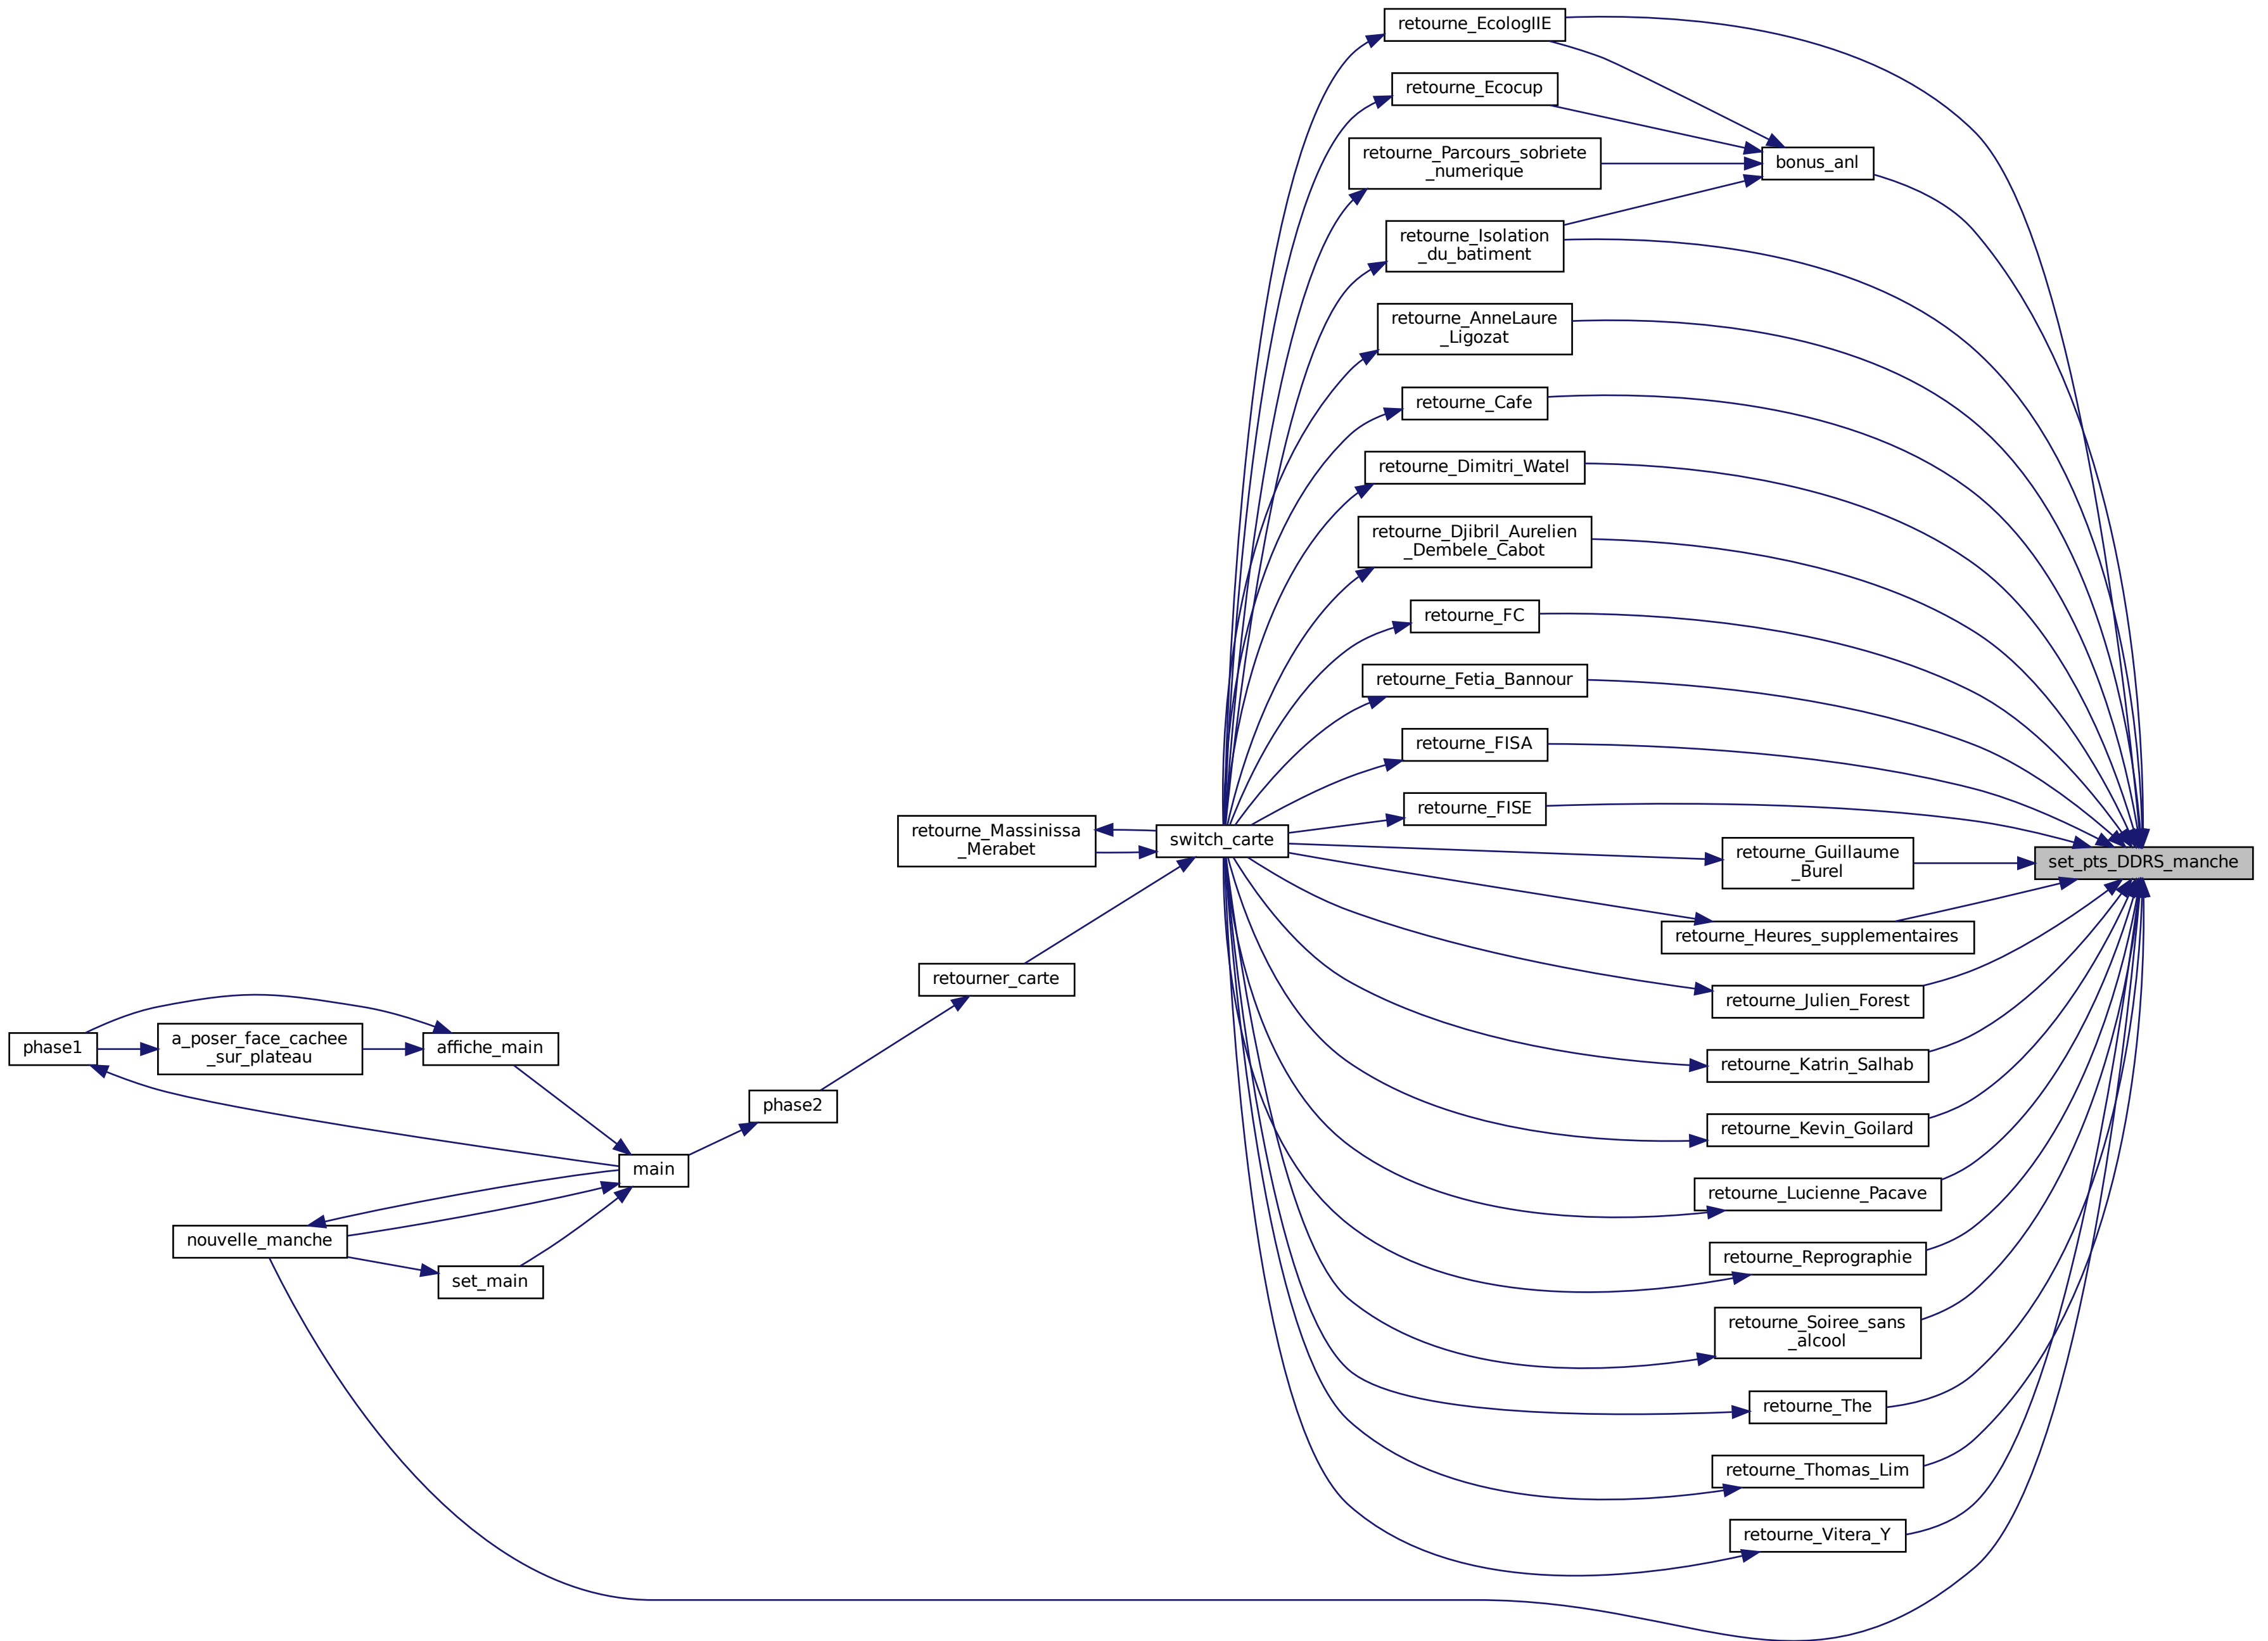 retourne_EcologIIE
retourne_Ecocup
retourne_Parcours_sobriete
_numerique
bonus_anl
retourne_Isolation
_du_batiment
retourne_AnneLaure
_Ligozat
retourne_Cafe
retourne_Dimitri_Watel
retourne_Djibril_Aurelien
_Dembele_Cabot
retourne_FC
retourne_Fetia_Bannour
retourne_FISA
retourne_FISE
retourne_Massinissa
_Merabet
switch_carte
retourne_Guillaume
_Burel
set_pts_DDRS_manche
retourne_Heures_supplementaires
retourner_carte
retourne_Julien_Forest
phase1
a_poser_face_cachee
_sur_plateau
affiche_main
retourne_Katrin_Salhab
phase2
retourne_Kevin_Goilard
main
retourne_Lucienne_Pacave
nouvelle_manche
retourne_Reprographie
set_main
retourne_Soiree_sans
_alcool
retourne_The
retourne_Thomas_Lim
retourne_Vitera_Y